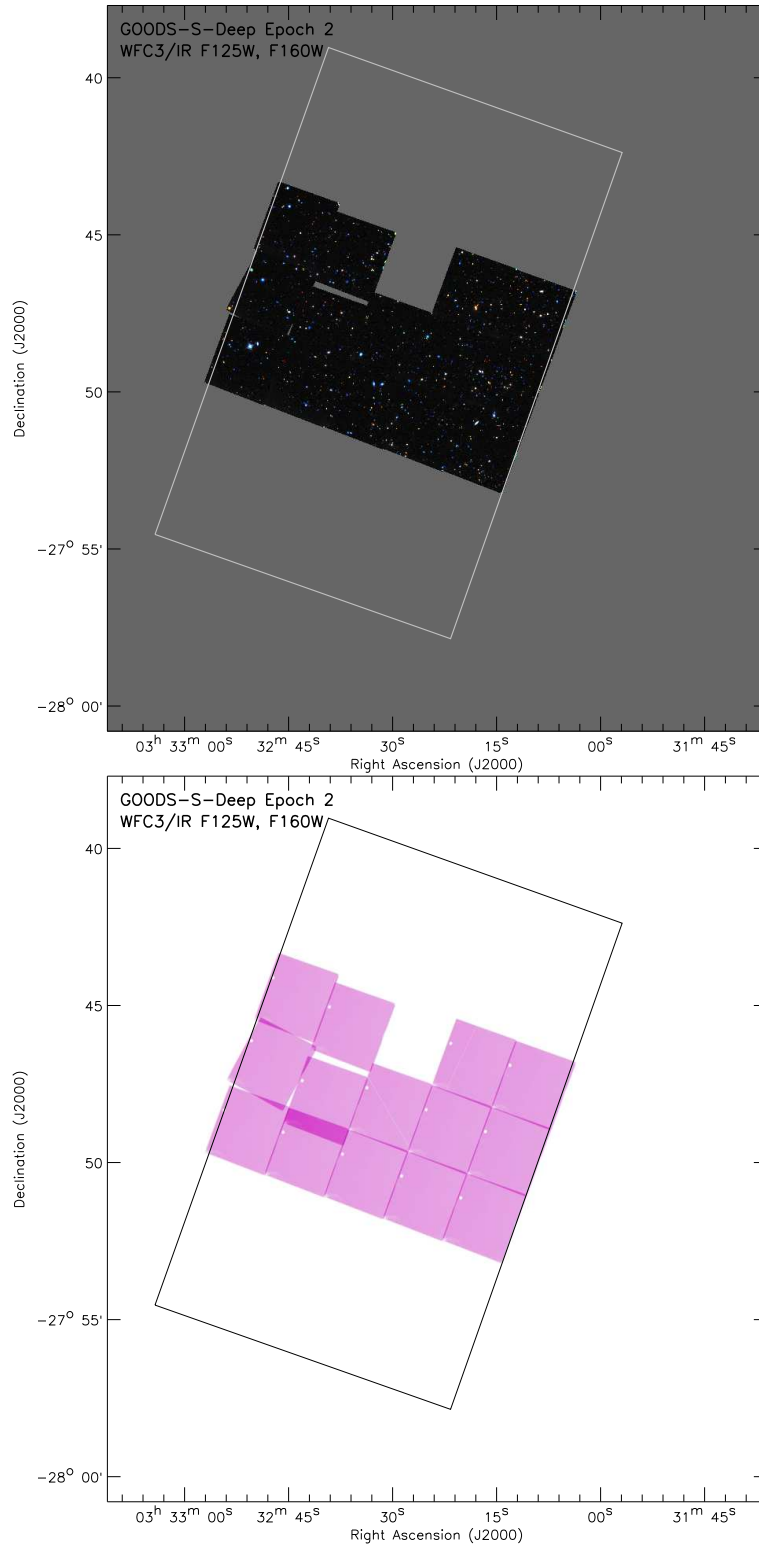 GOODS-S-Deep Epoch 2
WFC3/IR F125W, F160W
40
45
50
-27° 55'
-28° 00'
Declination (J2000)
03h 33m 00s 32m 45s 30s 15s 00s 31m 45s
Right Ascension (J2000)
GOODS-S-Deep Epoch 2
WFC3/IR F125W, F160W
40
45
50
-27° 55'
-28° 00'
Declination (J2000)
03h 33m 00s 32m 45s 30s 15s 00s 31m 45s
Right Ascension (J2000)